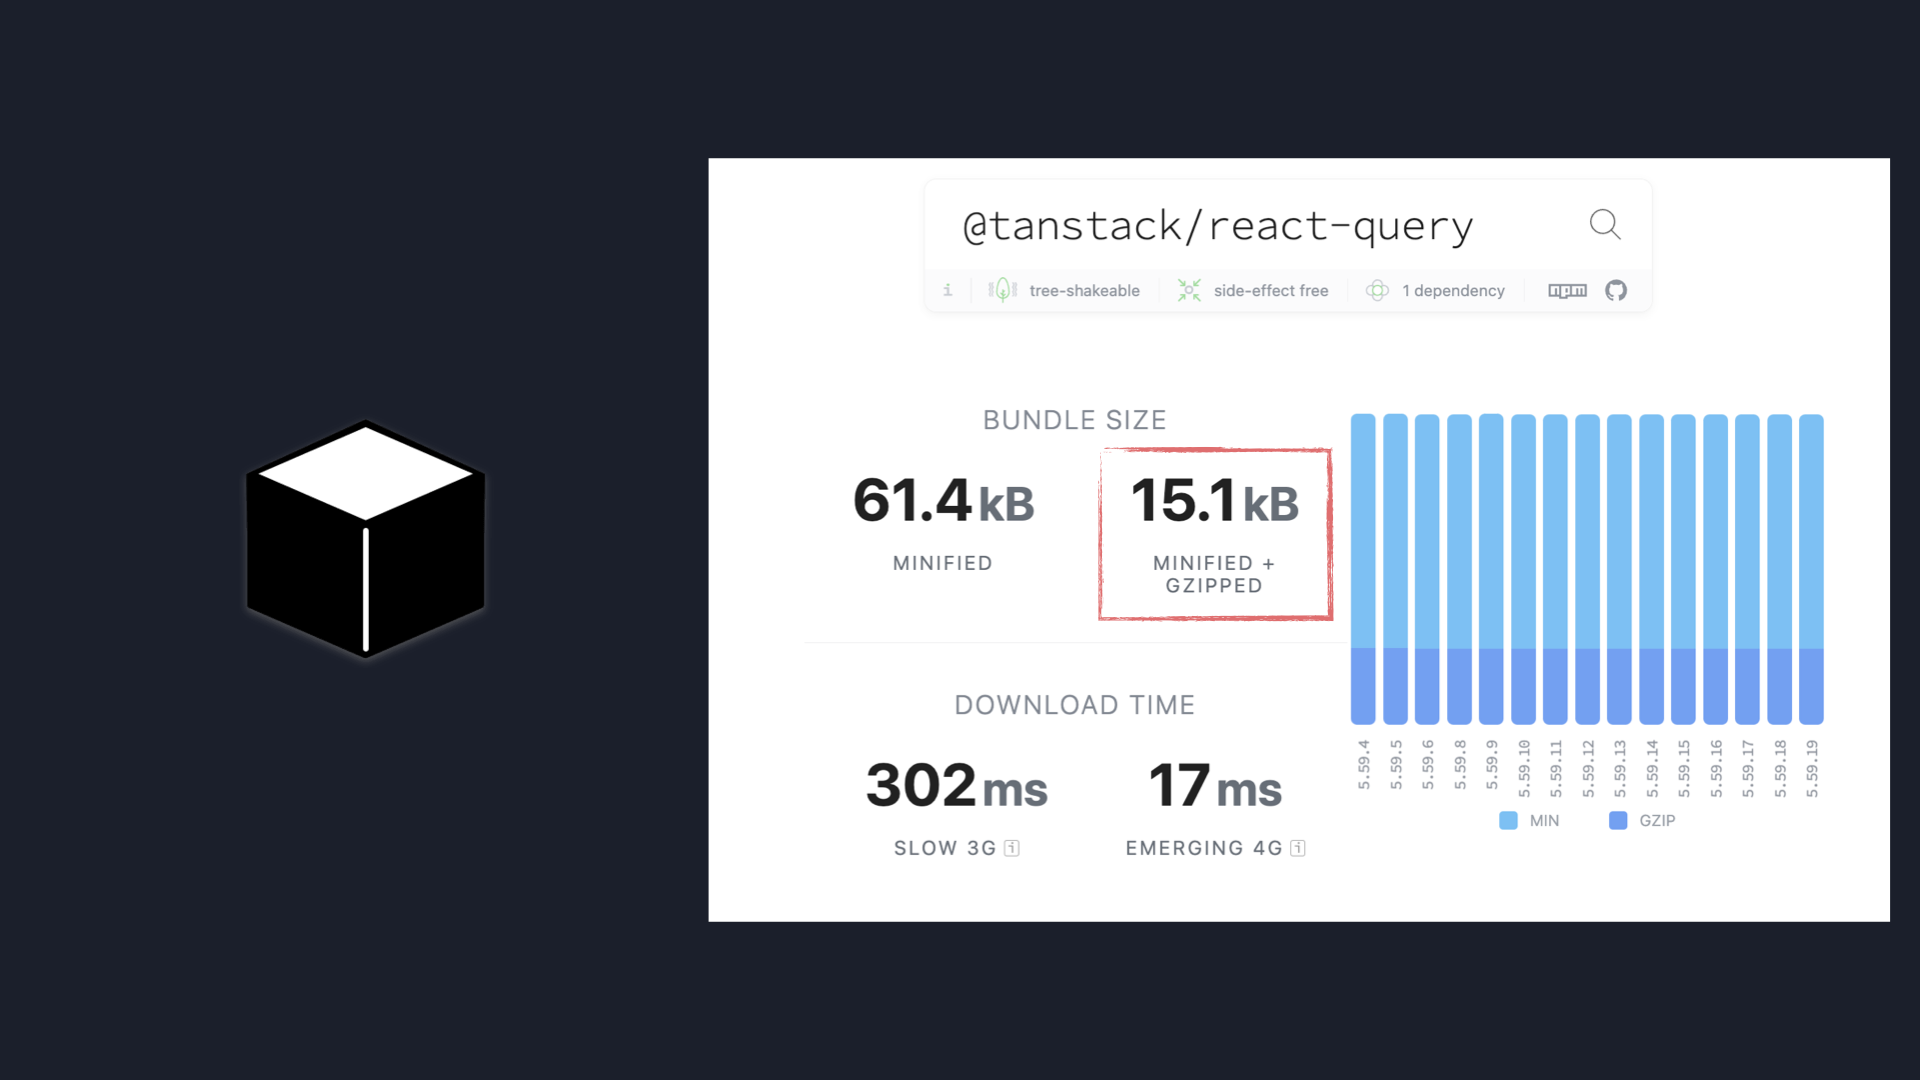 @tanstack/react-query
i tree-shakeable side-effect free 1 dependency npm
BUNDLE SIZE
61.4 kB
MINIFIED
15.1 kB
MINIFIED +
GZIPPED
DOWNLOAD TIME
302 ms
SLOW 3G i
17 ms
EMERGING 4G i
5.59.4
5.59.5
5.59.6
5.59.8
5.59.9
5.59.10
5.59.11
5.59.12
5.59.13
5.59.14
5.59.15
5.59.16
5.59.17
5.59.18
5.59.19
MIN
GZIP